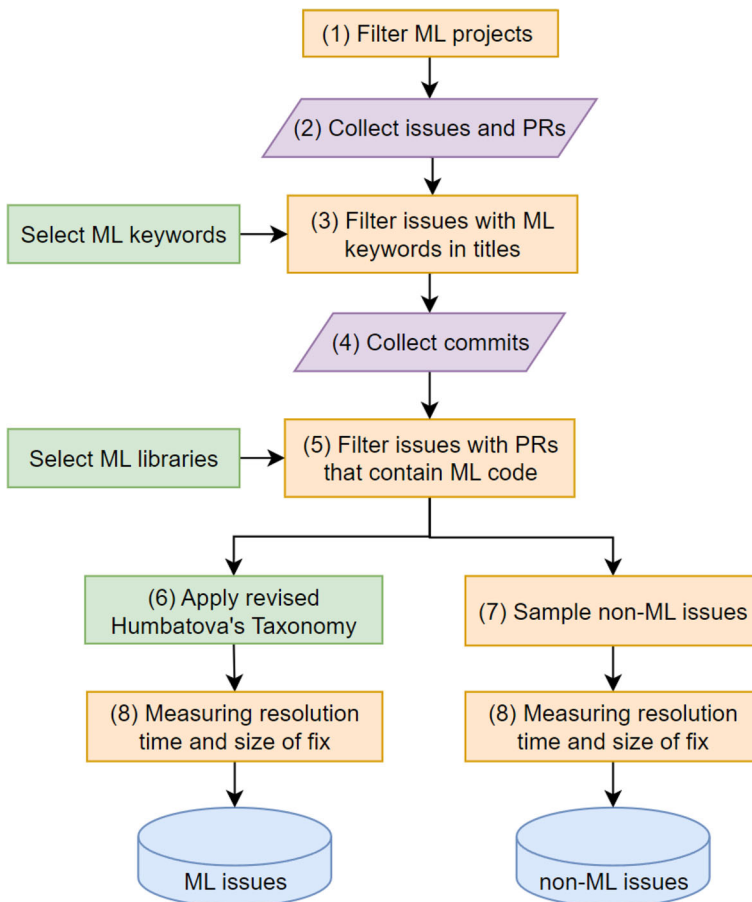 (1) Filter ML projects
(2) Collect issues and PRs
Select ML keywords
(3) Filter issues with ML
keywords in titles
(4) Collect commits
Select ML libraries
(5) Filter issues with PRs
that contain ML code
(6) Apply revised
Humbatova's Taxonomy
(7) Sample non-ML issues
(8) Measuring resolution
time and size of fix
(8) Measuring resolution
time and size of fix
ML issues
non-ML issues